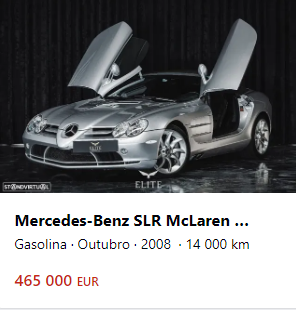 STANDVIRTUAL
ELITE
Mercedes-Benz SLR McLaren ...
Gasolina · Outubro · 2008 · 14 000 km
465 000 EUR